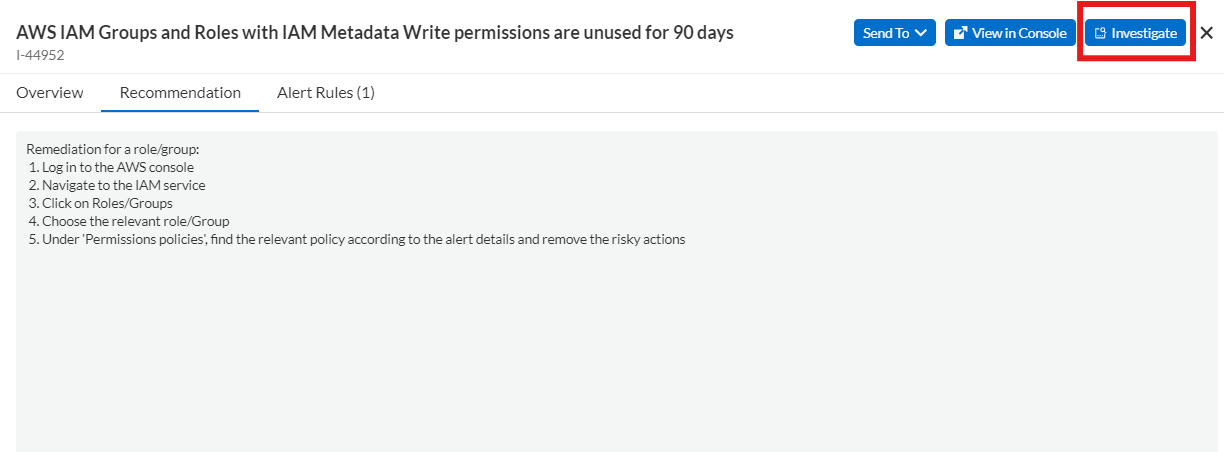 AWS IAM Groups and Roles with IAM Metadata Write permissions are unused for 90 days
Send To View in Console Investigate
I-44952
Overview Recommendation Alert Rules (1)
Remediation for a role/group:
1. Log in to the AWS console
2. Navigate to the IAM service
3. Click on Roles/Groups
4. Choose the relevant role/Group
5. Under 'Permissions policies', find the relevant policy according to the alert details and remove the risky actions